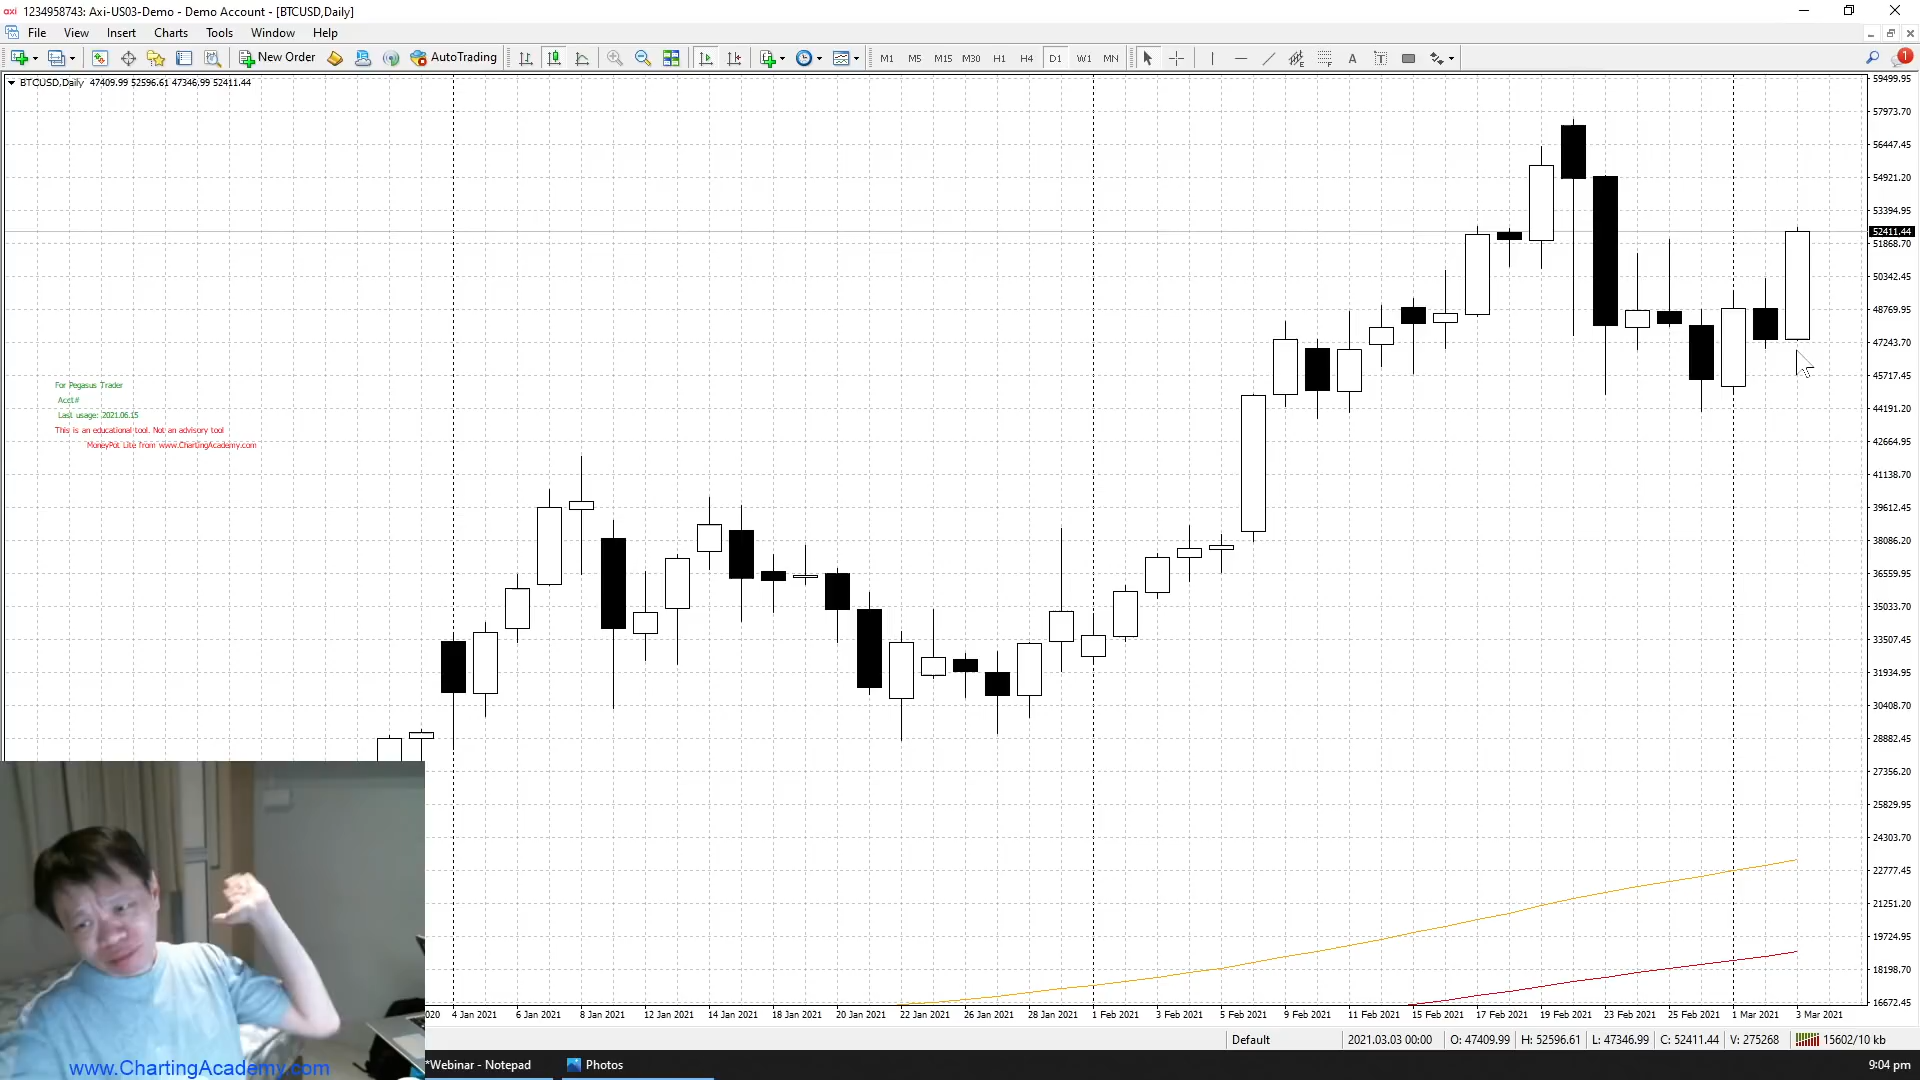 axi 1234958743: Axi-US03-Demo - Demo Account - [BTCUSD,Daily]
File View Insert Charts Tools Window Help
New Order AutoTrading M1 M5 M15 M30 H1 H4 D1 W1 MN A T 1
BTCUSD,Daily 47409.99 52596.61 47346.99 52411.44
59499.95
57973.70
56447.45
54921.20
53394.95
52411.44
51868.70
50342.45
48769.95
47243.70
45717.45
44191.20
42664.95
41138.70
39612.45
38086.20
36559.95
35033.70
33507.45
31934.95
30408.70
28882.45
27356.20
25829.95
24303.70
22777.45
21251.20
19724.95
18198.70
16672.45
For Pegasus Trader
Acct#
Last usage: 2021.06.15
This is an educational tool. Not an advisory tool
MoneyPot Lite from www.ChartingAcademy.com
020 4 Jan 2021 6 Jan 2021 8 Jan 2021 12 Jan 2021 14 Jan 2021 18 Jan 2021 20 Jan 2021 22 Jan 2021 26 Jan 2021 28 Jan 2021 1 Feb 2021 3 Feb 2021 5 Feb 2021 9 Feb 2021 11 Feb 2021 15 Feb 2021 17 Feb 2021 19 Feb 2021 23 Feb 2021 25 Feb 2021 1 Mar 2021 3 Mar 2021
Default 2021.03.03 00:00 O: 47409.99 H: 52596.61 L: 47346.99 C: 52411.44 V: 275268 15602/10 kb
www.ChartingAcademy.com
*Webinar - Notepad Photos 9:04 pm